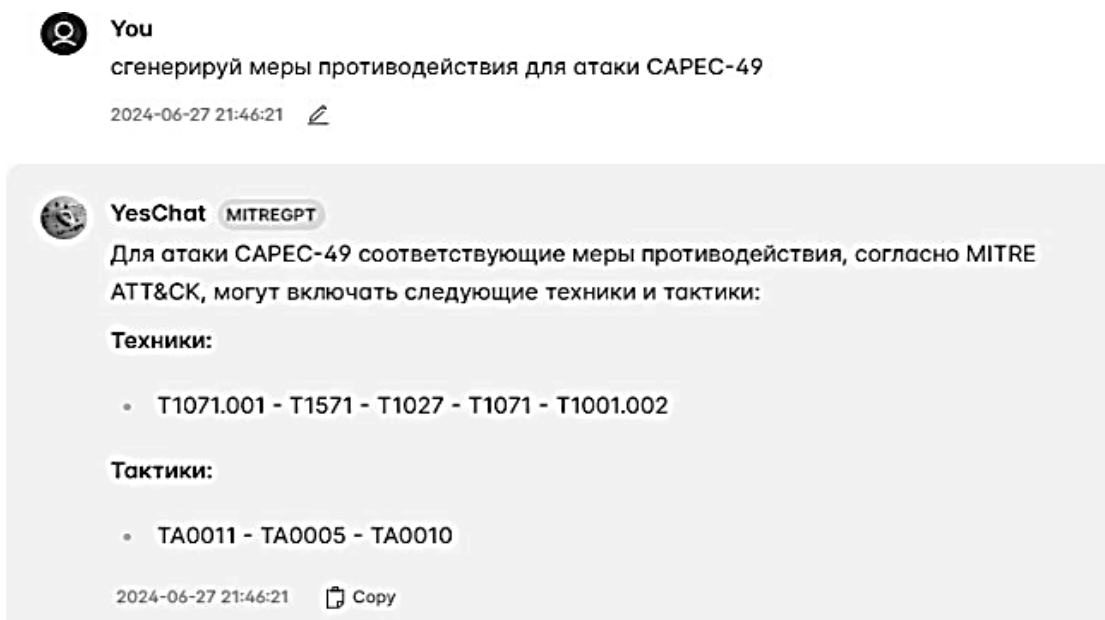 You
сгенерируй меры противодействия для атаки CAPEC-49
2024-06-27 21:46:21
YesChat MITREGPT
Для атаки CAPEC-49 соответствующие меры противодействия, согласно MITRE
ATT&CK, могут включать следующие техники и тактики:
Техники:
• T1071.001 - T1571 - T1027 - T1071 - T1001.002
Тактики:
• TA0011 - TA0005 - TA0010
2024-06-27 21:46:21 Copy